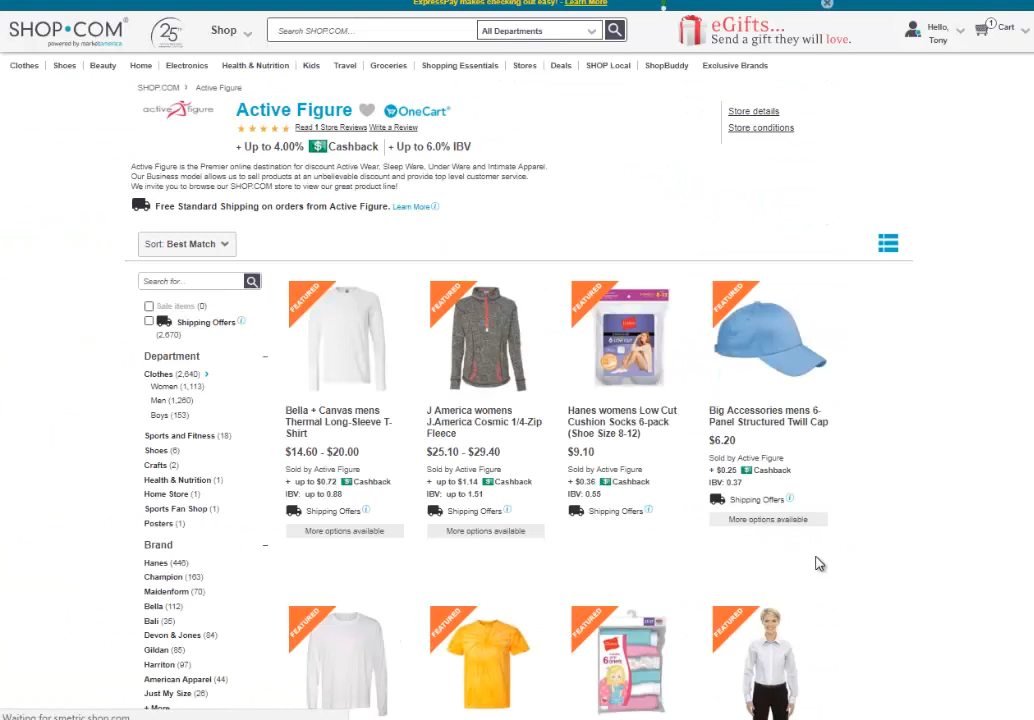 ExpressPay makes checking out easy! - Learn More
SHOP•COM®
powered by marketamerica
25
Shop
Search SHOP.COM...
All Departments
eGifts...
Send a gift they will love.
Hello,
Tony
1
Cart
Clothes
Shoes
Beauty
Home
Electronics
Health & Nutrition
Kids
Travel
Groceries
Shopping Essentials
Stores
Deals
SHOP Local
ShopBuddy
Exclusive Brands
SHOP.COM > Active Figure
active figure
Active Figure
OneCart®
Read 1 Store Reviews Write a Review
+ Up to 4.00% $ Cashback + Up to 6.0% IBV
Store details
Store conditions
Active Figure is the Premier online destination for discount Active Wear, Sleep Ware, Under Ware and Intimate Apparel.
Our Business model allows us to sell products at an unbelievable discount and provide top level customer service.
We invite you to browse our SHOP.COM store to view our great product line!
Free Standard Shipping on orders from Active Figure. Learn More
Sort: Best Match
Search for...
Sale items (0)
Shipping Offers
(2,670)
Department
Clothes (2,640)
Women (1,113)
Men (1,260)
Boys (153)
Sports and Fitness (18)
Shoes (6)
Crafts (2)
Health & Nutrition (1)
Home Store (1)
Sports Fan Shop (1)
Posters (1)
Brand
Hanes (446)
Champion (163)
Maidenform (70)
Bella (112)
Bali (35)
Devon & Jones (84)
Gildan (85)
Harriton (97)
American Apparel (44)
Just My Size (26)
+ More
FEATURED
Bella + Canvas mens
Thermal Long-Sleeve T-
Shirt
$14.60 - $20.00
Sold by Active Figure
+ up to $0.72 $ Cashback
IBV: up to 0.88
Shipping Offers
More options available
FEATURED
J America womens
J.America Cosmic 1/4-Zip
Fleece
$25.10 - $29.40
Sold by Active Figure
+ up to $1.14 $ Cashback
IBV: up to 1.51
Shipping Offers
More options available
FEATURED
Hanes
Hanes womens Low Cut
Cushion Socks 6-pack
(Shoe Size 8-12)
$9.10
Sold by Active Figure
+ $0.36 $ Cashback
IBV: 0.55
Shipping Offers
FEATURED
Big Accessories mens 6-
Panel Structured Twill Cap
$6.20
Sold by Active Figure
+ $0.25 $ Cashback
IBV: 0.37
Shipping Offers
More options available
FEATURED
FEATURED
FEATURED
Hanes
FEATURED
Waiting for smetric.shop.com